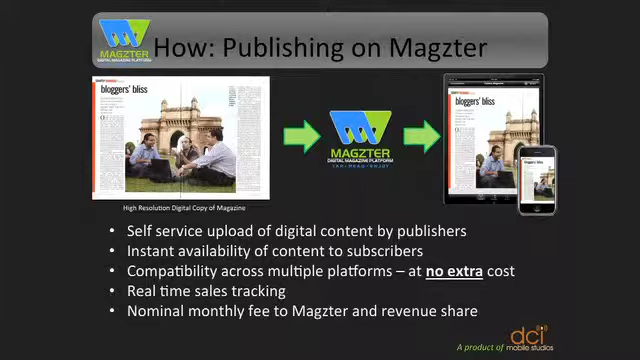 MAGZTER
DIGITAL MAGAZINE PLATFORM
How: Publishing on Magzter
bloggers' bliss
MAGZTER
DIGITAL MAGAZINE PLATFORM
TAP • READ • ENJOY
bloggers' bliss
bloggers' bliss
High Resolution Digital Copy of Magazine
• Self service upload of digital content by publishers
• Instant availability of content to subscribers
• Compatibility across multiple platforms – at no extra cost
• Real time sales tracking
• Nominal monthly fee to Magzter and revenue share
A product of dci mobile studios